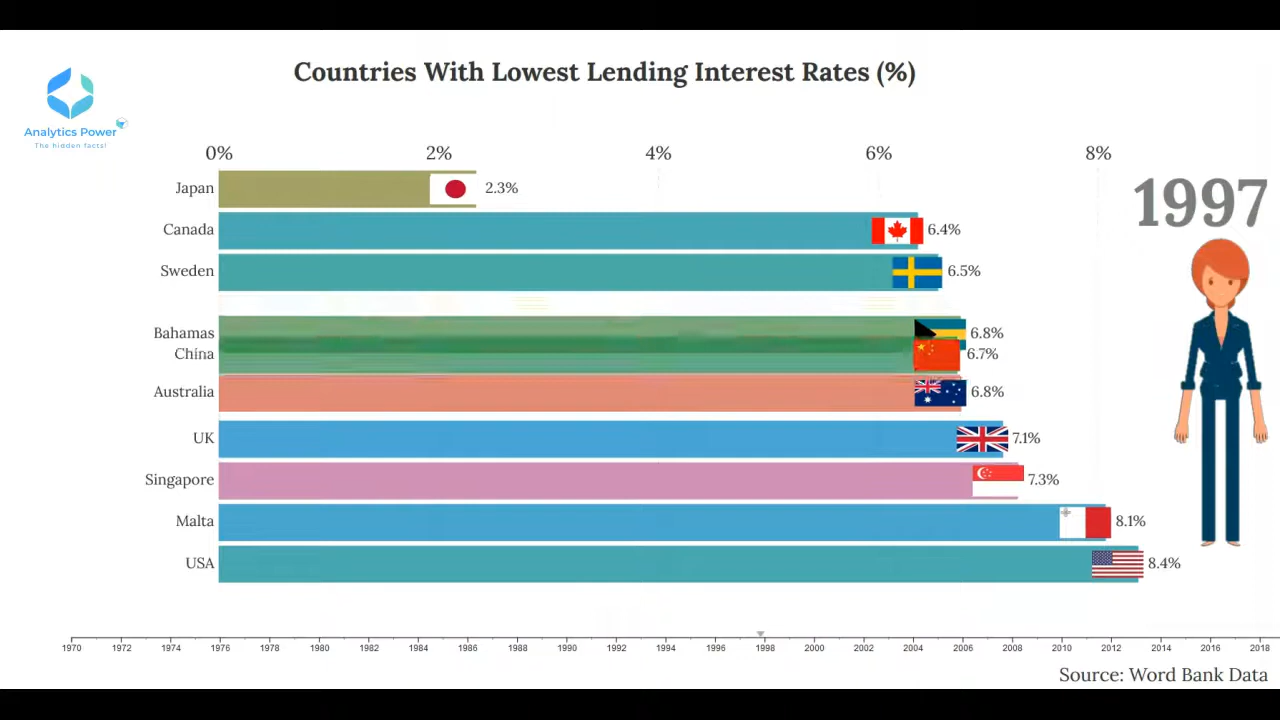 Countries With Lowest Lending Interest Rates (%)
Analytics Power
The hidden facts!
0% 2% 4% 6% 8%
1997
Japan 2.3%
Canada 6.4%
Sweden 6.5%
Bahamas 6.8%
China 6.7%
Australia 6.8%
UK 7.1%
Singapore 7.3%
Malta 8.1%
USA 8.4%
1970 1972 1974 1976 1978 1980 1982 1984 1986 1988 1990 1992 1994 1996 1998 2000 2002 2004 2006 2008 2010 2012 2014 2016 2018
Source: Word Bank Data